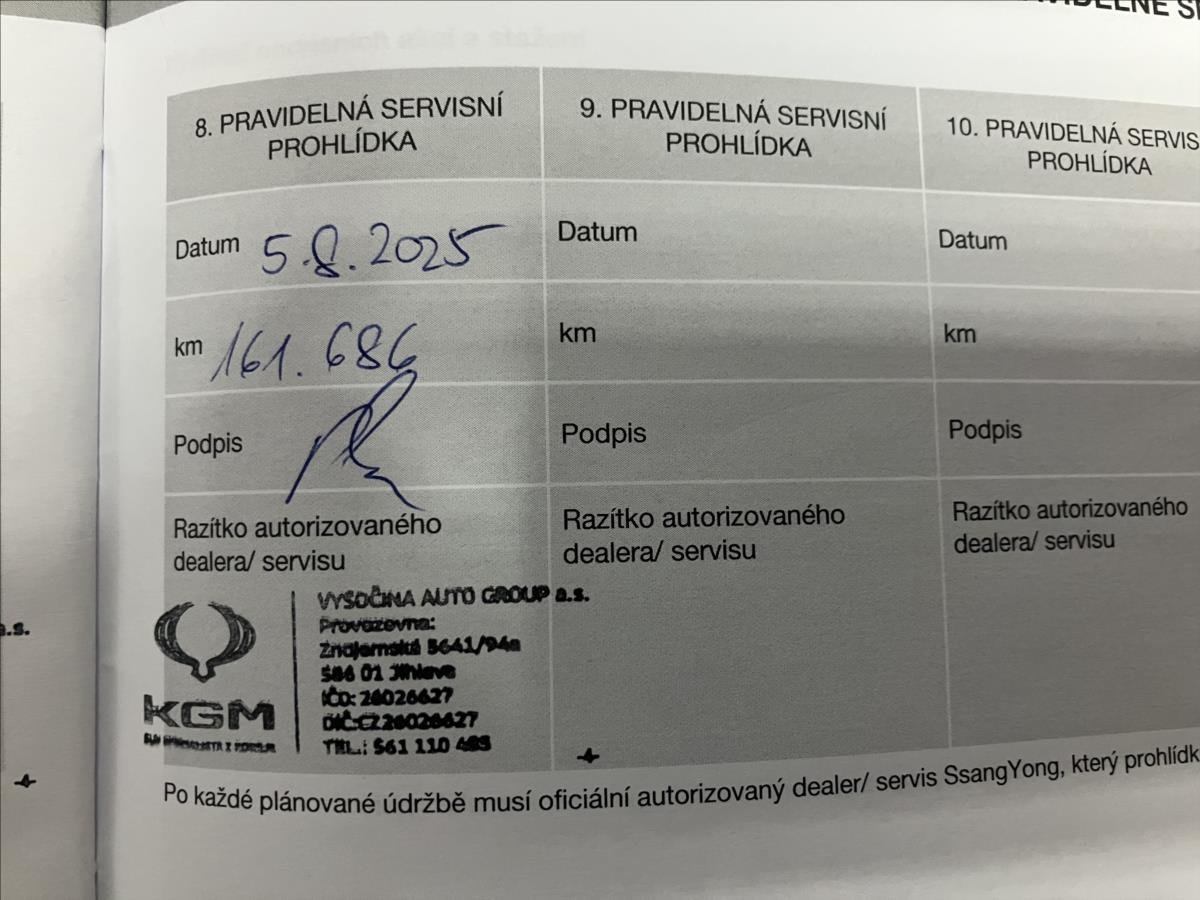 8. PRAVIDELNÁ SERVISNÍ
PROHLÍDKA
Datum 5.8.2025
km 161.686
Podpis
Razítko autorizovaného
dealera/ servisu
VYSOČINA AUTO GROUP a.s.
Provozovna:
Znojemská 5641/94a
586 01 Jihlava
IČO: 26026627
DIČ:CZ26026627
TEL.: 561 110
KGM
9. PRAVIDELNÁ SERVISNÍ
PROHLÍDKA
Datum
km
Podpis
Razítko autorizovaného
dealera/ servisu
4
10. PRAVIDELNÁ SERVIS
PROHLÍDKA
Datum
km
Podpis
Razítko autorizovaného
dealera/ servisu
Po každé plánované údržbě musí oficiální autorizovaný dealer/ servis SsangYong, který prohlídk
a.s.
4